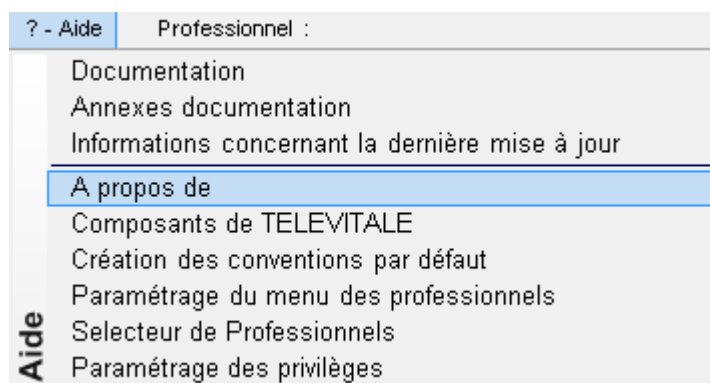 ? - Aide Professionnel :
Documentation
Annexes documentation
Informations concernant la dernière mise à jour
A propos de
Composants de TELEVITALE
Création des conventions par défaut
Paramétrage du menu des professionnels
Selecteur de Professionnels
Paramétrage des privilèges
Aide